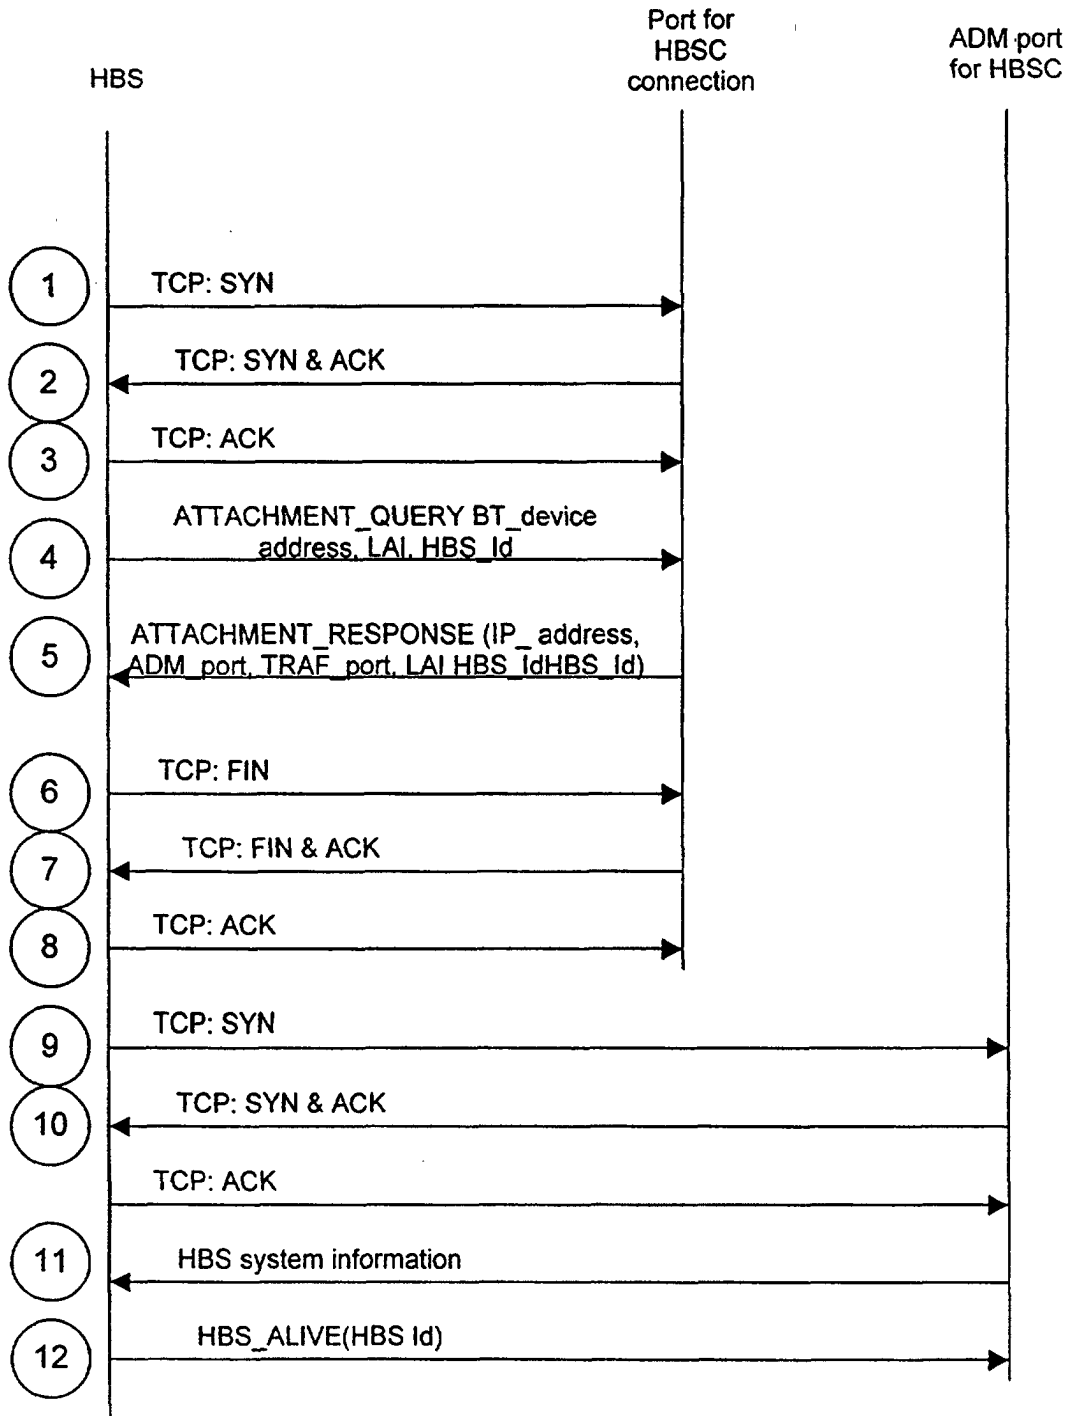 Port for
HBSC
connection
ADM port
for HBSC
HBS
1
TCP: SYN
TCP: SYN & ACK
2
TCP: ACK
3
ATTACHMENT_QUERY BT_device
address, LAI, HBS_Id
4
ATTACHMENT_RESPONSE (IP_ address,
ADM_port, TRAF_port, LAI HBS_IdHBS_Id)
5
TCP: FIN
6
TCP: FIN & ACK
7
TCP: ACK
8
TCP: SYN
9
TCP: SYN & ACK
10
TCP: ACK
HBS system information
11
HBS_ALIVE(HBS Id)
12